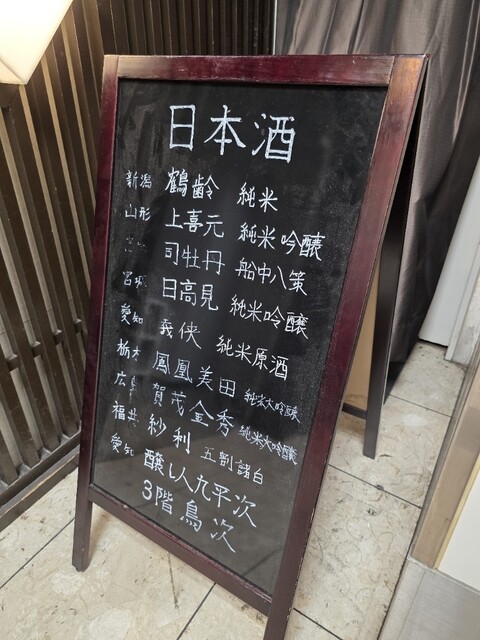 日本酒
新潟 鶴齢 純米
山形 上喜元 純米吟醸
司牡丹 船中八策
宮城 日高見 純米吟醸
愛知 義侠 純米原酒
栃木 鳳凰美田 純米大吟醸
広島 賀茂金秀 純米大吟醸
福井 紗利 五割諸白
愛知 醸し人九平次
3階 鳥次